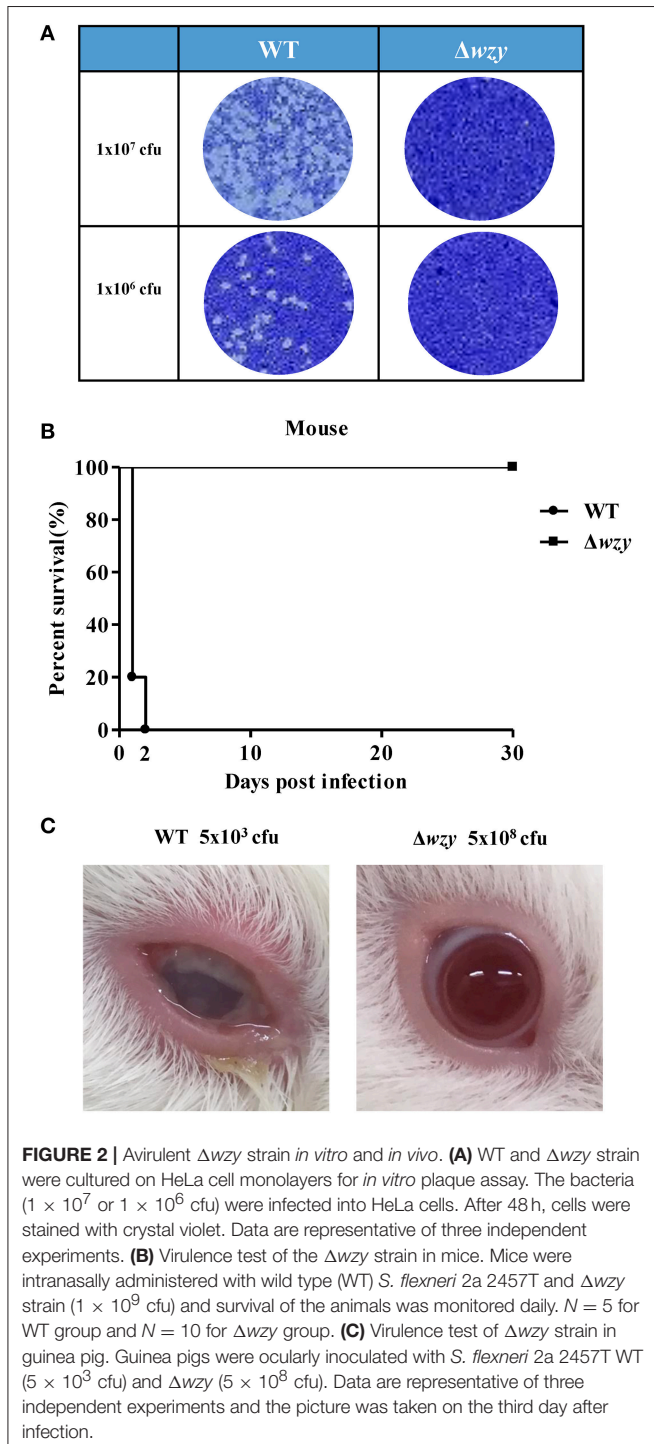 A
WT Δwzy
1x10⁷ cfu
1x10⁶ cfu
B
Mouse
100
80
60
40
20
0
Percent survival(%)
0 2 10 20 30
Days post infection
WT
Δwzy
C
WT 5x10³ cfu Δwzy 5x10⁸ cfu
FIGURE 2 | Avirulent Δwzy strain in vitro and in vivo. (A) WT and Δwzy strain
were cultured on HeLa cell monolayers for in vitro plaque assay. The bacteria
(1 × 10⁷ or 1 × 10⁶ cfu) were infected into HeLa cells. After 48 h, cells were
stained with crystal violet. Data are representative of three independent
experiments. (B) Virulence test of the Δwzy strain in mice. Mice were
intranasally administered with wild type (WT) S. flexneri 2a 2457T and Δwzy
strain (1 × 10⁹ cfu) and survival of the animals was monitored daily. N = 5 for
WT group and N = 10 for Δwzy group. (C) Virulence test of Δwzy strain in
guinea pig. Guinea pigs were ocularly inoculated with S. flexneri 2a 2457T WT
(5 × 10³ cfu) and Δwzy (5 × 10⁸ cfu). Data are representative of three
independent experiments and the picture was taken on the third day after
infection.